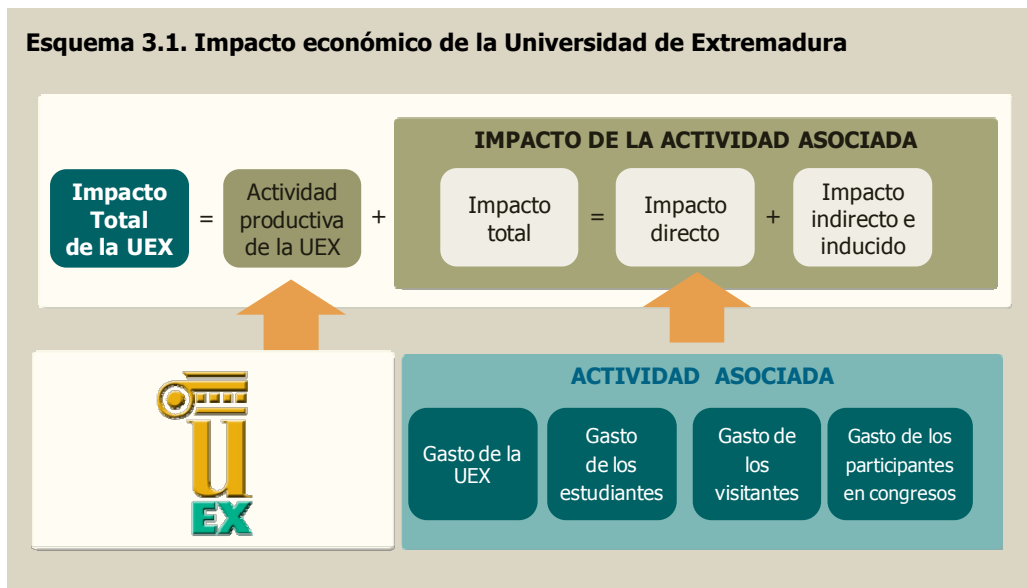 Esquema 3.1. Impacto económico de la Universidad de Extremadura
IMPACTO DE LA ACTIVIDAD ASOCIADA
Impacto
Total
de la UEX
=
Actividad
productiva
de la UEX
+
Impacto
total
=
Impacto
directo
+
Impacto
indirecto e
inducido
u
EX
ACTIVIDAD ASOCIADA
Gasto de la
UEX
Gasto
de los
estudiantes
Gasto de
los
visitantes
Gasto de los
participantes
en congresos